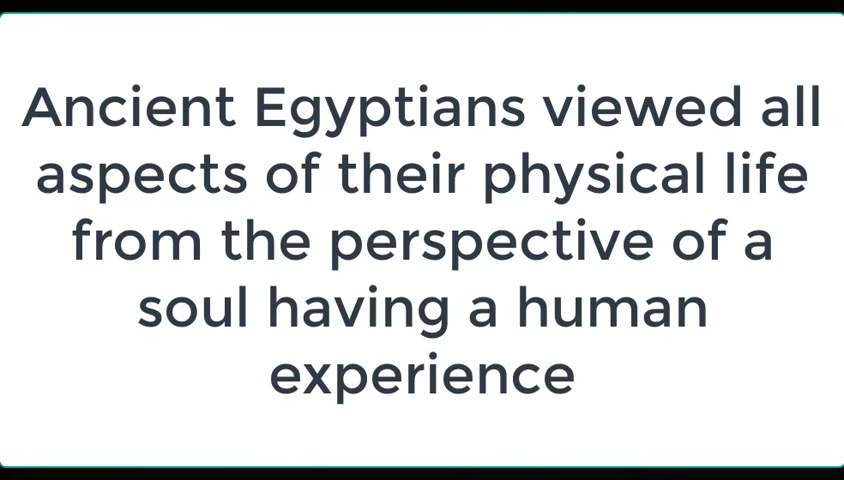 Ancient Egyptians viewed all
aspects of their physical life
from the perspective of a
soul having a human
experience